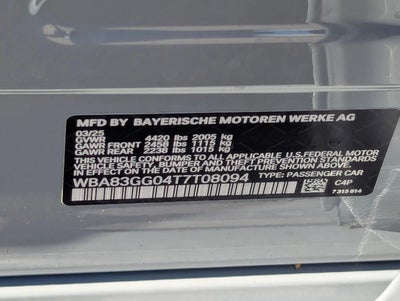 MFD BY BAYERISCHE MOTOREN WERKE AG
03/25
GVWR 4420 lbs 2005 kg
GAWR FRONT 2458 lbs 1115 kg
GAWR REAR 2238 lbs 1015 kg
THIS VEHICLE CONFORMS TO ALL APPLICABLE U.S.FEDERAL MOTOR
VEHICLE SAFETY, BUMPER, AND THEFT PREVENTION STANDARDS
IN EFFECT ON THE DATE OF MANUFACTURE SHOWN ABOVE.
WBA83GG04T7T08094 TYPE: PASSENGER CAR
C4P
7 315 814